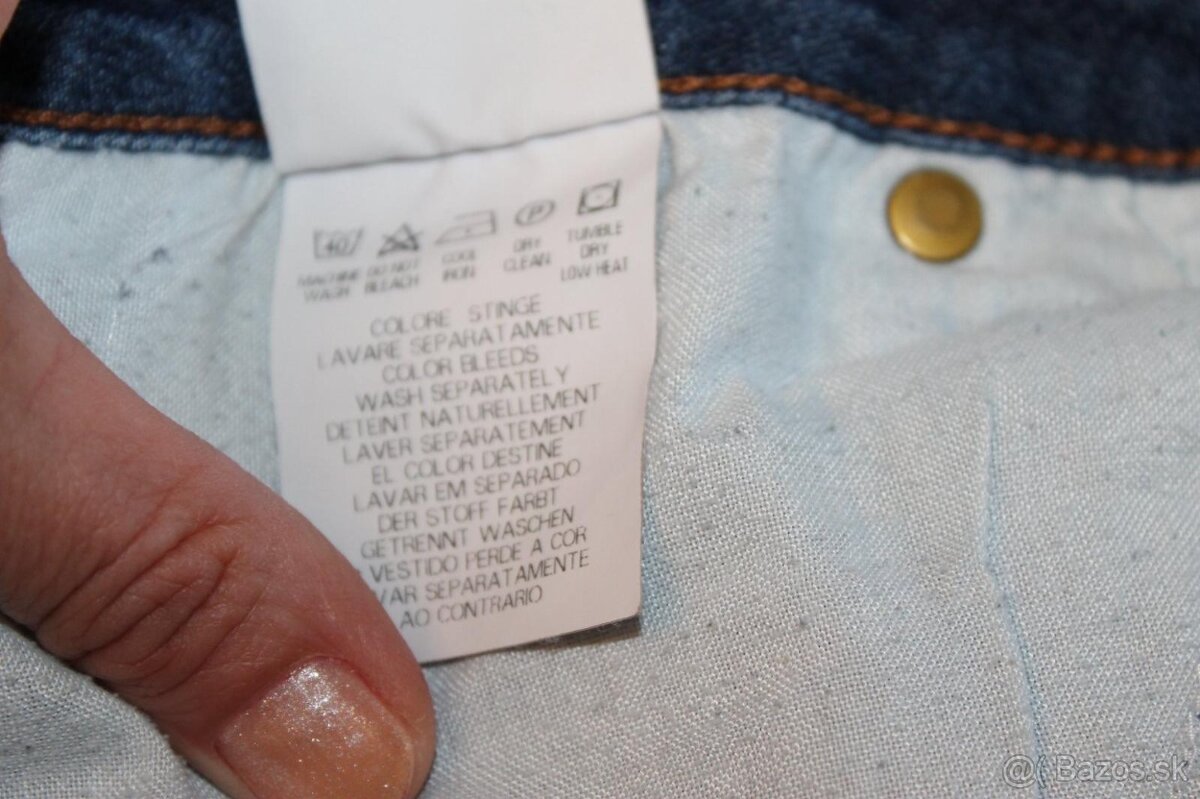 40 P
MACHINE WASH DO NOT BLEACH COOL IRON DRY CLEAN TUMBLE DRY LOW HEAT
COLORE STINGE
LAVARE SEPARATAMENTE
COLOR BLEEDS
WASH SEPARATELY
DETEINT NATURELLEMENT
LAVER SEPARATEMENT
EL COLOR DESTINE
LAVAR EM SEPARADO
DER STOFF FARBT
GETRENNT WASCHEN
VESTIDO PERDE A COR
VAR SEPARATAMENTE
AO CONTRARIO
@( Bazos.sk